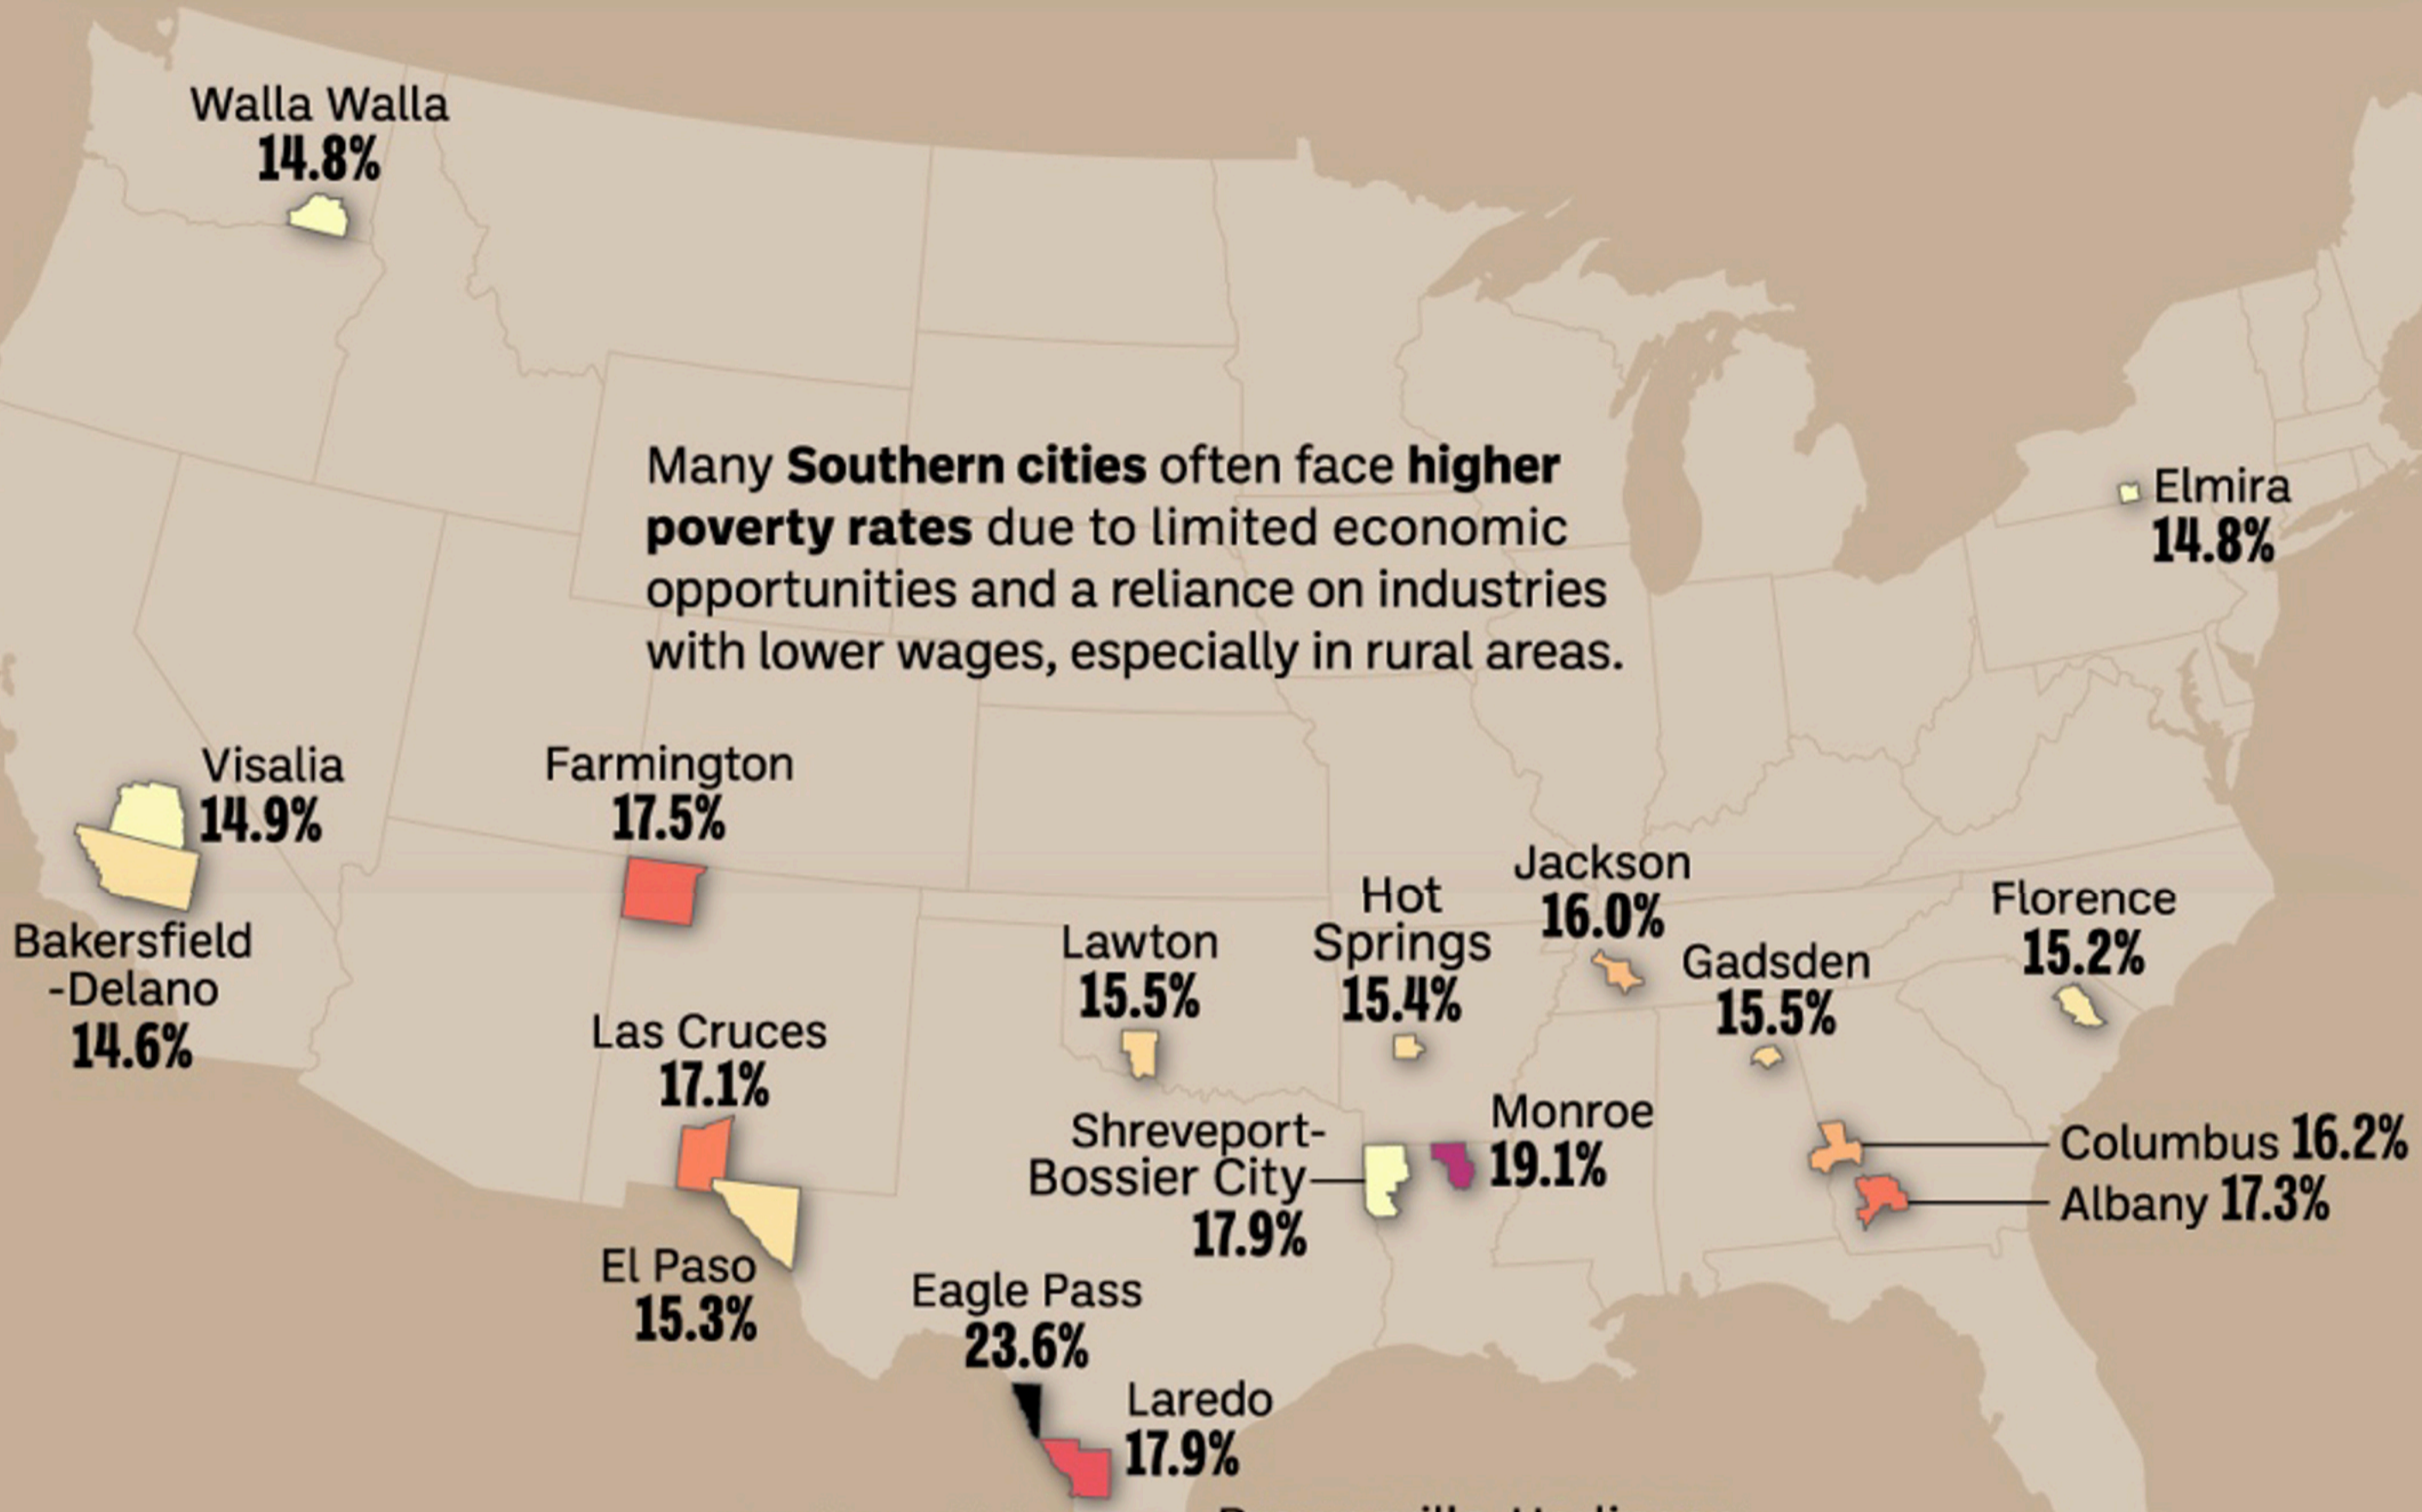 Walla Walla
14.8%
Many Southern cities often face higher
poverty rates due to limited economic
opportunities and a reliance on industries
with lower wages, especially in rural areas.
Elmira
14.8%
Visalia
14.9%
Farmington
17.5%
Bakersfield
-Delano
14.6%
Las Cruces
17.1%
Lawton
15.5%
Hot
Springs
15.4%
Jackson
16.0%
Gadsden
15.5%
Florence
15.2%
Shreveport-
Bossier City
17.9%
Monroe
19.1%
Columbus 16.2%
Albany 17.3%
El Paso
15.3%
Eagle Pass
23.6%
Laredo
17.9%